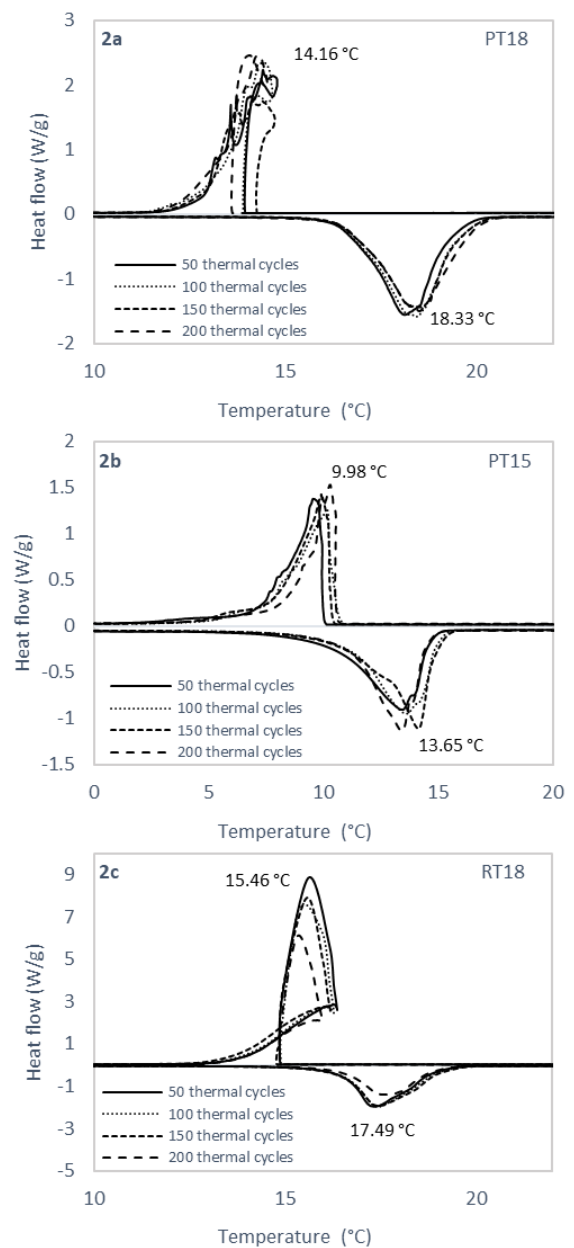 3
2a
14.16 °C
PT18
2
1
0
-1
-2
Heat flow (W/g)
50 thermal cycles
100 thermal cycles
150 thermal cycles
200 thermal cycles
18.33 °C
10
15
20
Temperature (°C)
2
2b
9.98 °C
PT15
1.5
1
0.5
0
-0.5
-1
-1.5
Heat flow (W/g)
50 thermal cycles
100 thermal cycles
150 thermal cycles
200 thermal cycles
13.65 °C
0
5
10
15
20
Temperature (°C)
2c
15.46 °C
RT18
9
7
5
3
1
-1
-3
-5
Heat flow (W/g)
50 thermal cycles
100 thermal cycles
150 thermal cycles
200 thermal cycles
17.49 °C
10
15
20
Temperature (°C)